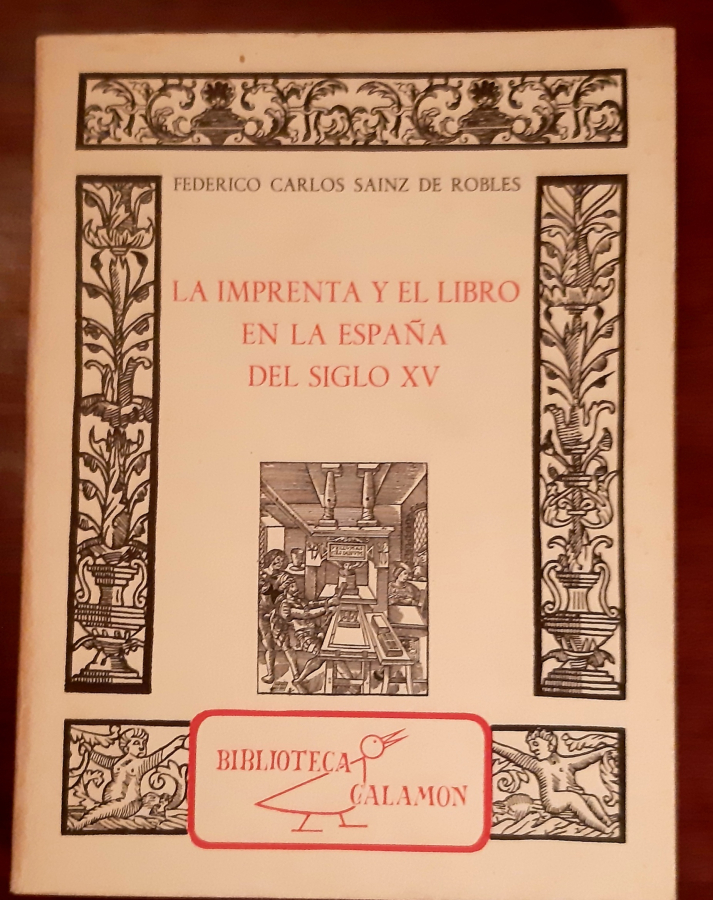 FEDERICO CARLOS SAINZ DE ROBLES
LA IMPRENTA Y EL LIBRO
EN LA ESPAÑA
DEL SIGLO XV
BIBLIOTECA
CALAMON